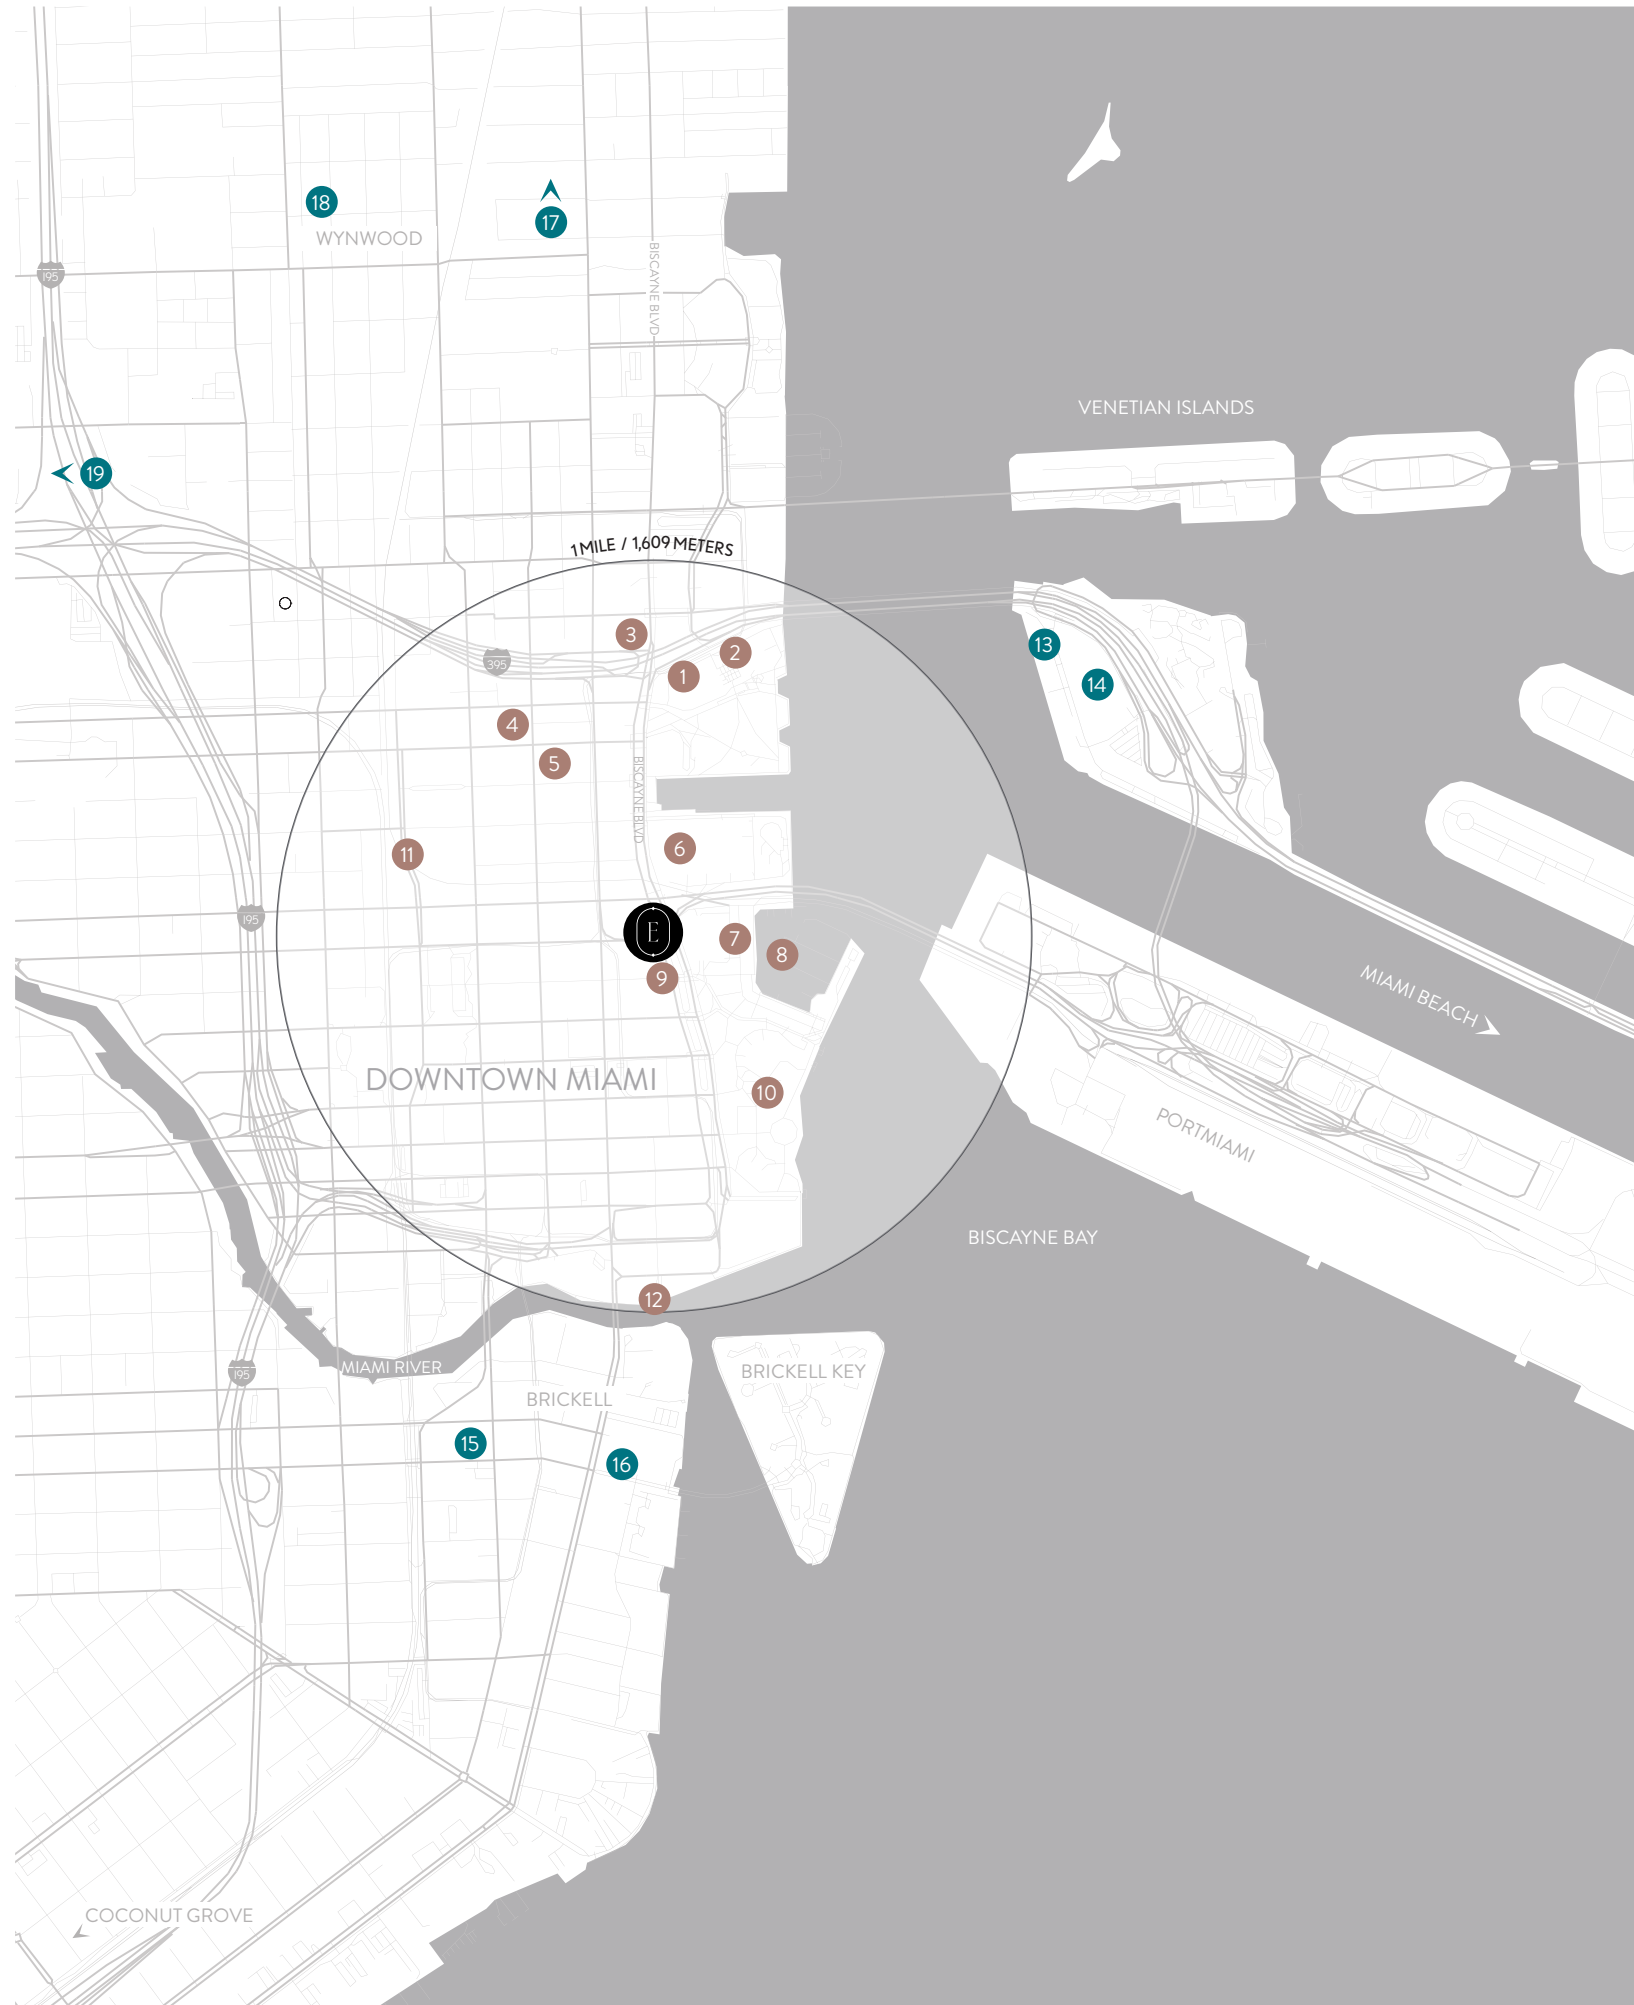 18
17
WYNWOOD
195
BISCAYNE BLVD
VENETIAN ISLANDS
19
1 MILE / 1,609 METERS
3
2
395
1
13
14
4
5
BISCAYNE BLVD
6
11
195
E
7
8
9
MIAMI BEACH
DOWNTOWN MIAMI
10
PORTMIAMI
BISCAYNE BAY
12
MIAMI RIVER
195
BRICKELL KEY
BRICKELL
15
16
COCONUT GROVE